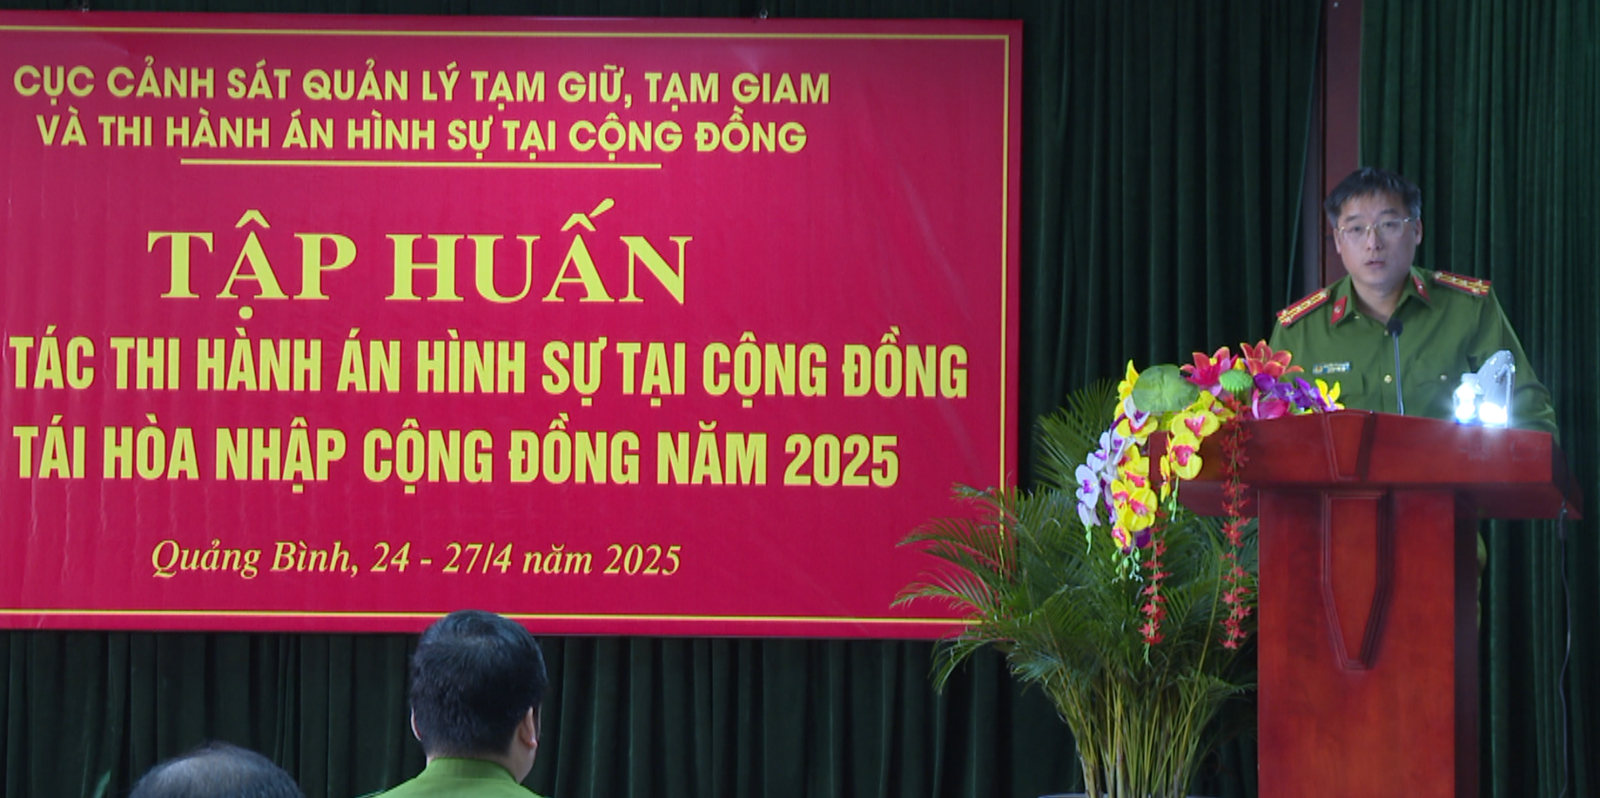 CỤC CẢNH SÁT QUẢN LÝ TẠM GIỮ, TẠM GIAM
VÀ THI HÀNH ÁN HÌNH SỰ TẠI CỘNG ĐỒNG
TẬP HUẤN
TÁC THI HÀNH ÁN HÌNH SỰ TẠI CỘNG ĐỒNG
TÁI HÒA NHẬP CỘNG ĐỒNG NĂM 2025
Quảng Bình, 24 - 27/4 năm 2025